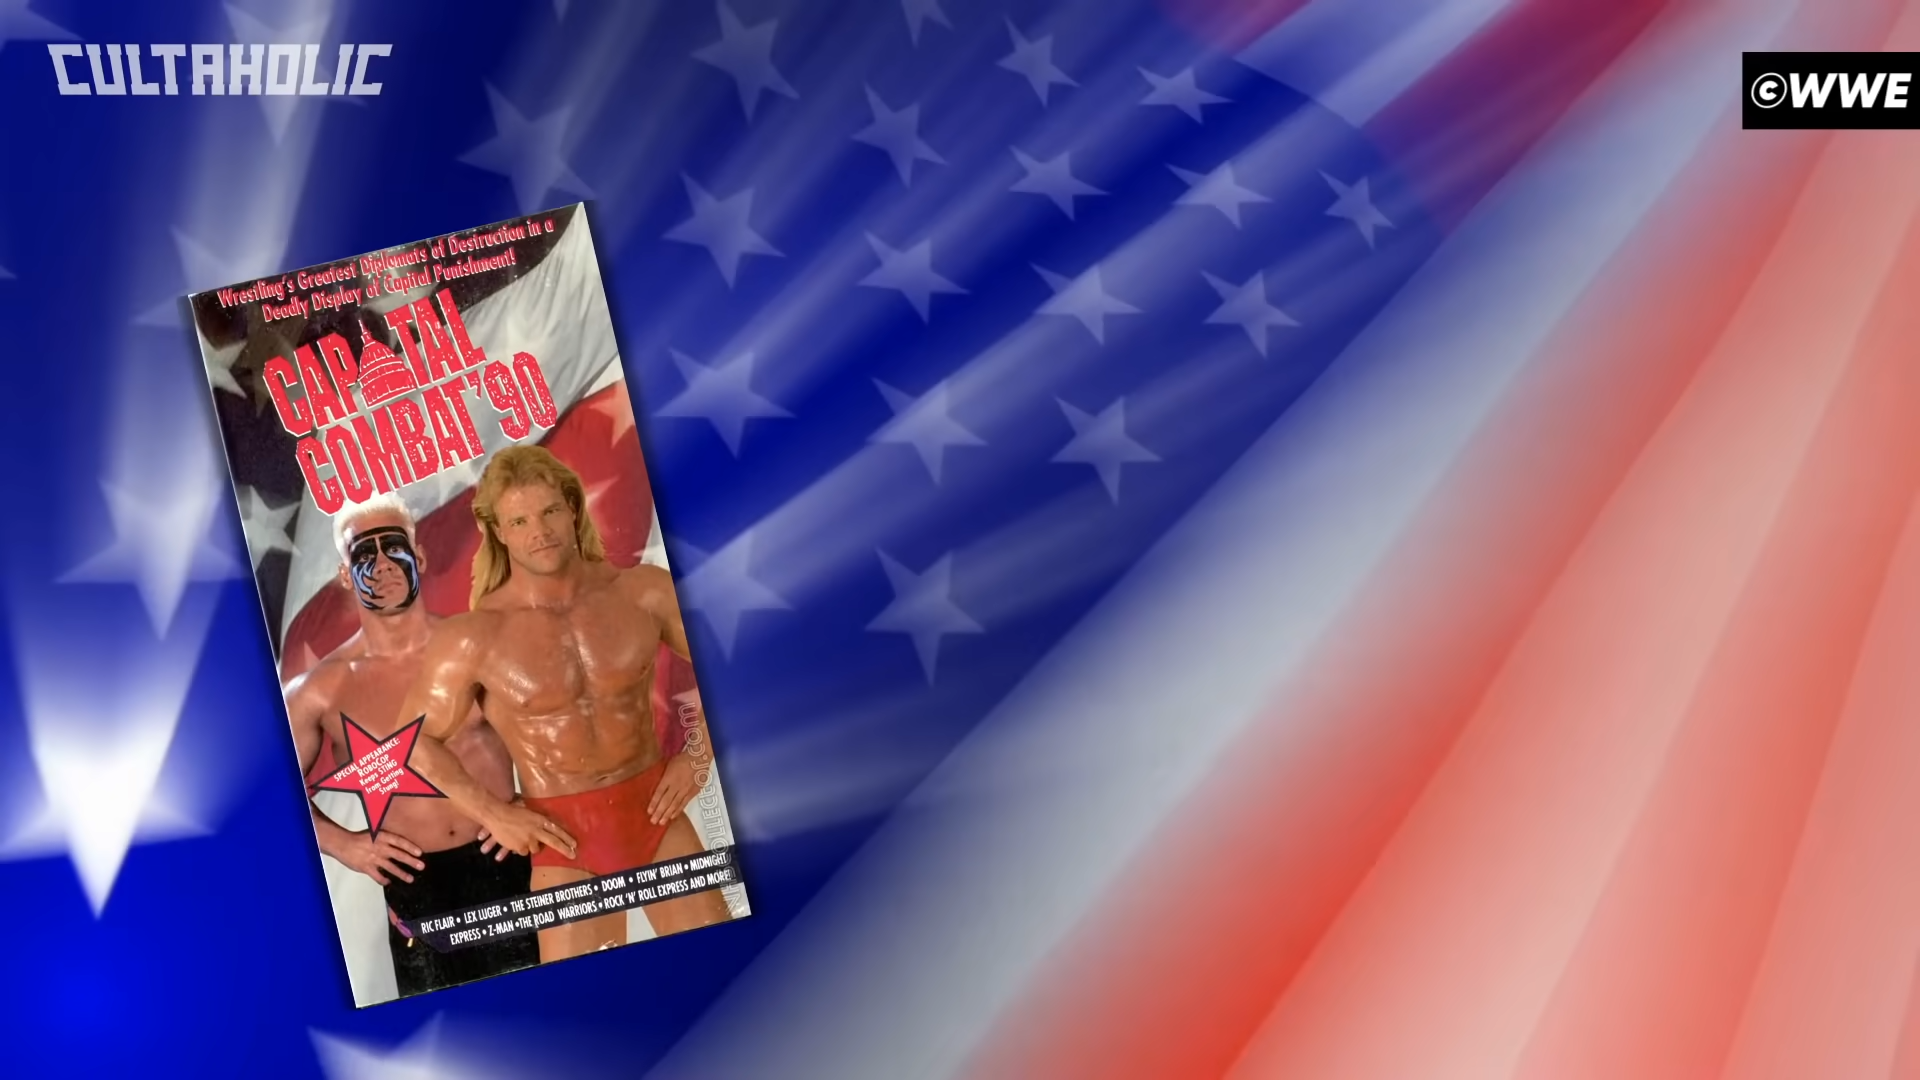 CULTAHOLIC
©WWE
Wrestling's Greatest Diplomats of Destruction in a
Deadly Display of Capital Punishment!
CAPITAL
COMBAT '90
SPECIAL APPEARANCE:
ROBOCOP
Keeps STING
from Getting
Stung!
RIC FLAIR • LEX LUGER • THE STEINER BROTHERS • DOOM • FLYIN' BRIAN • MIDNIGHT
EXPRESS • Z-MAN • THE ROAD WARRIORS • ROCK 'N' ROLL EXPRESS AND MORE!